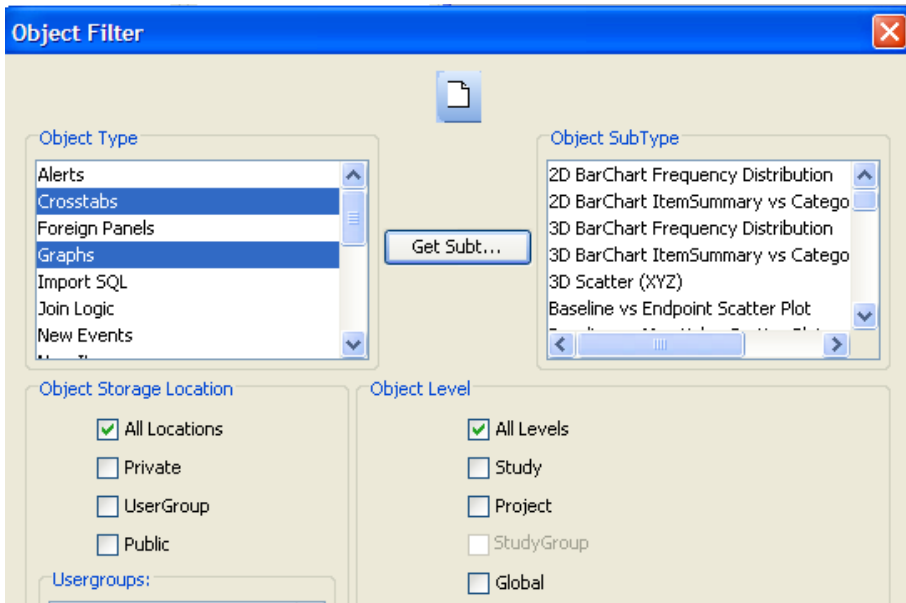 Object Filter
Object Type
Alerts
Crosstabs
Foreign Panels
Graphs
Import SQL
Join Logic
New Events
Get Subt...
Object SubType
2D BarChart Frequency Distribution
2D BarChart ItemSummary vs Catego
3D BarChart Frequency Distribution
3D BarChart ItemSummary vs Catego
3D Scatter (XYZ)
Baseline vs Endpoint Scatter Plot
Object Storage Location
All Locations
Private
UserGroup
Public
Usergroups:
Object Level
All Levels
Study
Project
StudyGroup
Global